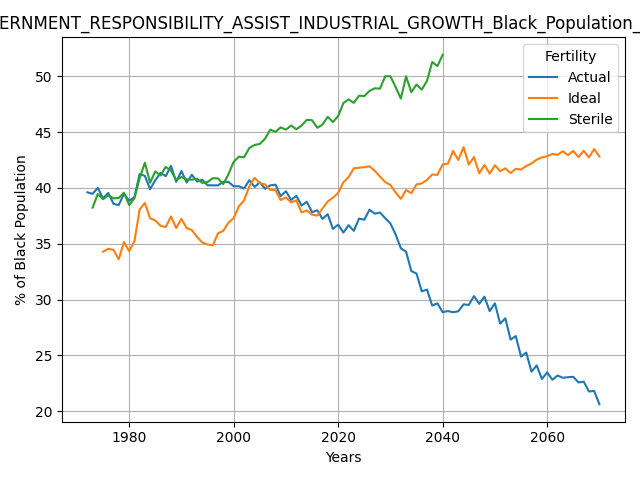 ERNMENT_RESPONSIBILITY_ASSIST_INDUSTRIAL_GROWTH_Black_Population_
Fertility
Actual
Ideal
Sterile
% of Black Population
50
45
40
35
30
25
20
1980 2000 2020 2040 2060
Years